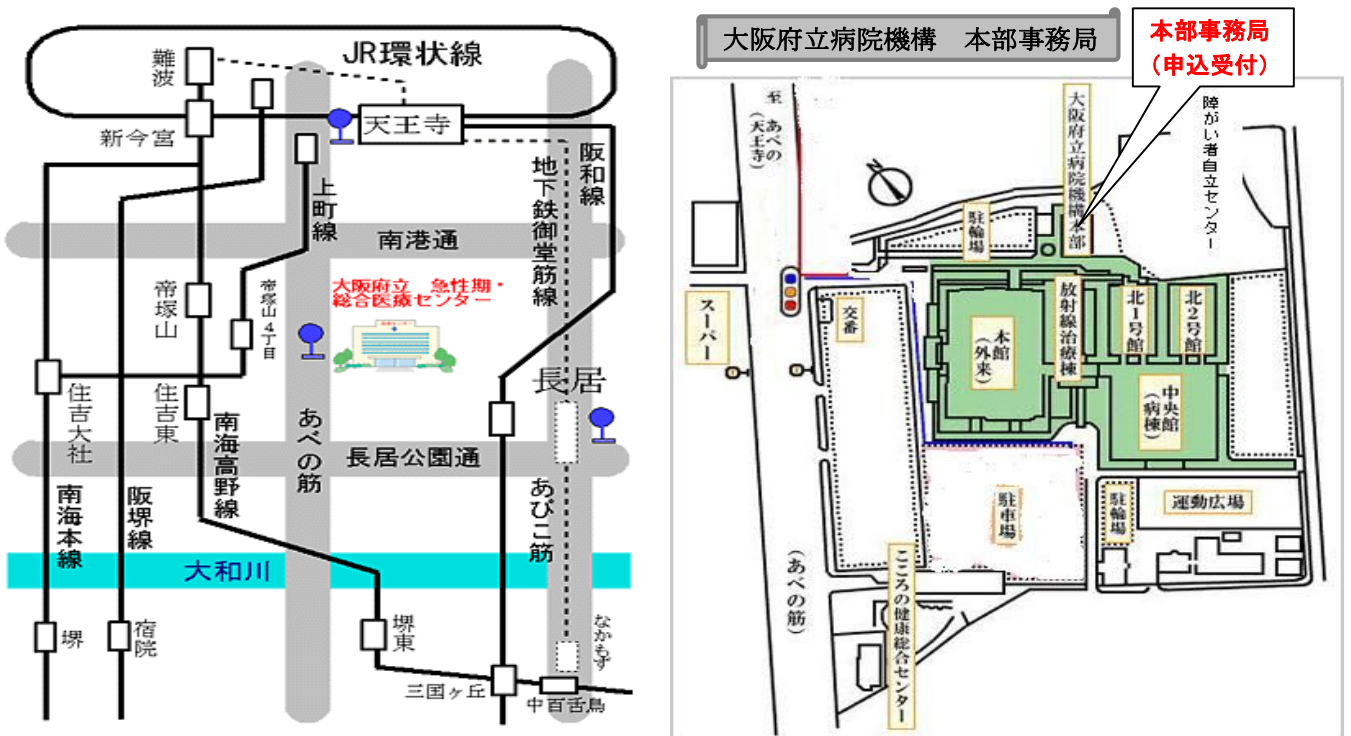 JR環状線
難波
新今宮
天王寺
上町線
地下鉄御堂筋線
阪和線
南港通
大阪府立 急性期・
総合医療センター
帝塚山
帝塚山4丁目
住吉大社
住吉東
南海高野線
あべの筋
長居
長居公園通
南海本線
阪堺線
あびこ筋
大和川
堺
宿院
堺東
なかもず
三国ヶ丘
中百舌鳥
大阪府立病院機構 本部事務局
本部事務局
(申込受付)
至 あべの
(天王寺)
N
大阪府立病院機構本部
障がい者自立センター
駐輪場
スーパー
交番
本館
(外来)
放射線治療棟
北1号館
北2号館
中央館
(病棟)
駐車場
駐輪場
運動広場
(あべの筋)
こころの健康総合センター